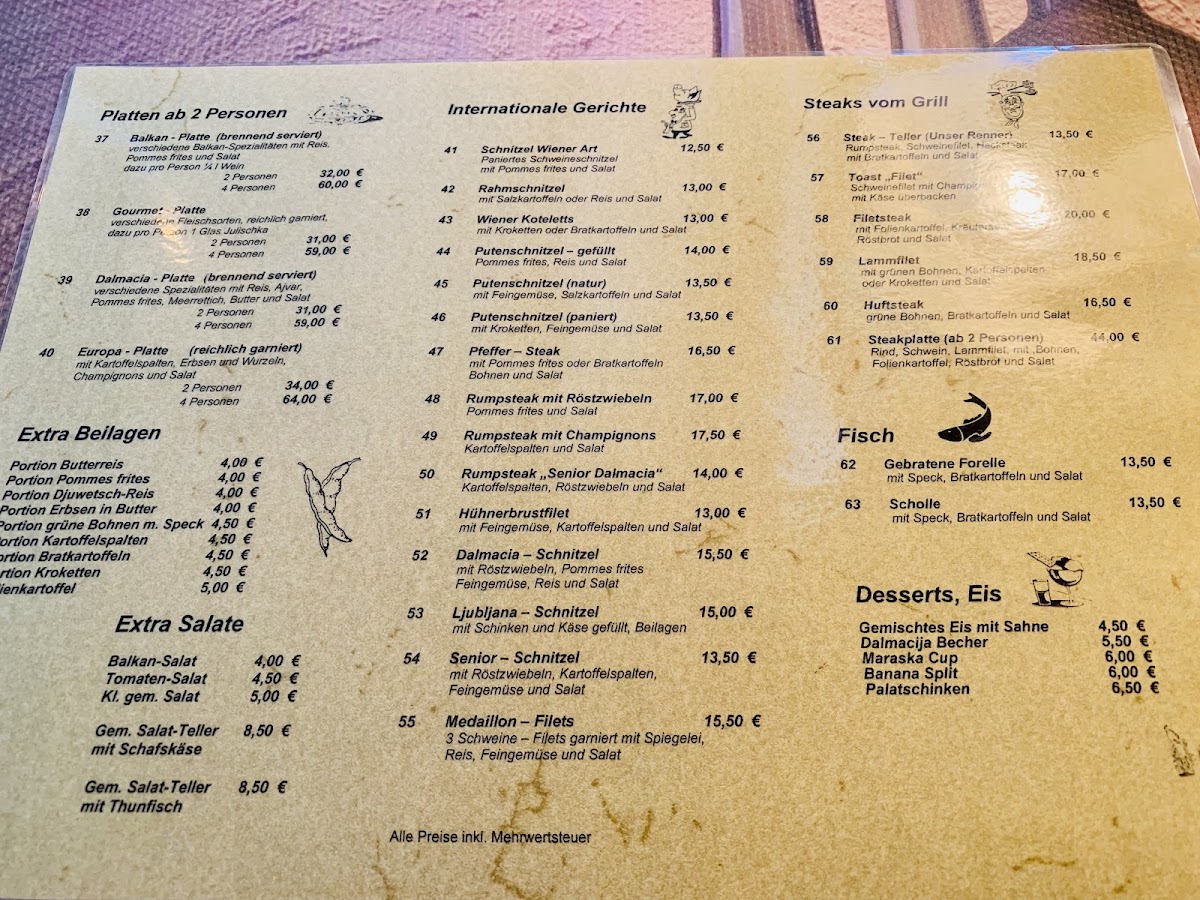 Platten ab 2 Personen
37 Balkan - Platte (brennend serviert)
verschiedene Balkan-Spezialitäten mit Reis,
Pommes frites und Salat
dazu pro Person ¼ l Wein
2 Personen 32,00 €
4 Personen 60,00 €
38 Gourmet - Platte
verschiedene Fleischsorten, reichlich garniert,
dazu pro Person 1 Glas Julischka
2 Personen 31,00 €
4 Personen 59,00 €
39 Dalmacia - Platte (brennend serviert)
verschiedene Spezialitäten mit Reis, Ajvar,
Pommes frites, Meerrettich, Butter und Salat
2 Personen 31,00 €
4 Personen 59,00 €
40 Europa - Platte (reichlich garniert)
mit Kartoffelspalten, Erbsen und Wurzeln,
Champignons und Salat
2 Personen 34,00 €
4 Personen 64,00 €
Extra Beilagen
Portion Butterreis 4,00 €
Portion Pommes frites 4,00 €
Portion Djuwetsch-Reis 4,00 €
Portion Erbsen in Butter 4,00 €
Portion grüne Bohnen m. Speck 4,50 €
ortion Kartoffelspalten 4,50 €
ortion Bratkartoffeln 4,50 €
rtion Kroketten 4,50 €
lienkartoffel 5,00 €
Extra Salate
Balkan-Salat 4,00 €
Tomaten-Salat 4,50 €
Kl. gem. Salat 5,00 €
Gem. Salat-Teller 8,50 €
mit Schafskäse
Gem. Salat-Teller 8,50 €
mit Thunfisch
Internationale Gerichte
41 Schnitzel Wiener Art 12,50 €
Paniertes Schweineschnitzel
mit Pommes frites und Salat
42 Rahmschnitzel 13,00 €
mit Salzkartoffeln oder Reis und Salat
43 Wiener Koteletts 13,00 €
mit Kroketten oder Bratkartoffeln und Salat
44 Putenschnitzel – gefüllt 14,00 €
Pommes frites, Reis und Salat
45 Putenschnitzel (natur) 13,50 €
mit Feingemüse, Salzkartoffeln und Salat
46 Putenschnitzel (paniert) 13,50 €
mit Kroketten, Feingemüse und Salat
47 Pfeffer – Steak 16,50 €
mit Pommes frites oder Bratkartoffeln
Bohnen und Salat
48 Rumpsteak mit Röstzwiebeln 17,00 €
Pommes frites und Salat
49 Rumpsteak mit Champignons 17,50 €
Kartoffelspalten und Salat
50 Rumpsteak „Senior Dalmacia“ 14,00 €
Kartoffelspalten, Röstzwiebeln und Salat
51 Hühnerbrustfilet 13,00 €
mit Feingemüse, Kartoffelspalten und Salat
52 Dalmacia – Schnitzel 15,50 €
mit Röstzwiebeln, Pommes frites
Feingemüse, Reis und Salat
53 Ljubljana – Schnitzel 15,00 €
mit Schinken und Käse gefüllt, Beilagen
54 Senior – Schnitzel 13,50 €
mit Röstzwiebeln, Kartoffelspalten,
Feingemüse und Salat
55 Medaillon – Filets 15,50 €
3 Schweine – Filets garniert mit Spiegelei,
Reis, Feingemüse und Salat
Alle Preise inkl. Mehrwertsteuer
Steaks vom Grill
56 Steak – Teller (Unser Renner) 13,50 €
Rumpsteak, Schweinefilet, Hacksteak
mit Bratkartoffeln und Salat
57 Toast „Filet“ 17,00 €
Schweinefilet mit
mit Käse überbacken
58 Filetsteak 20,00 €
mit Folienkartoffel,
Röstbrot und Salat
59 Lammfilet 18,50 €
mit grünen Bohnen, Kartoffelspalten
oder Kroketten und Salat
60 Huftsteak 16,50 €
grüne Bohnen, Bratkartoffeln und Salat
61 Steakplatte (ab 2 Personen) 44,00 €
Rind, Schwein, Lammfilet, mit Bohnen,
Folienkartoffel, Röstbrot und Salat
Fisch
62 Gebratene Forelle 13,50 €
mit Speck, Bratkartoffeln und Salat
63 Scholle 13,50 €
mit Speck, Bratkartoffeln und Salat
Desserts, Eis
Gemischtes Eis mit Sahne 4,50 €
Dalmacija Becher 5,50 €
Maraska Cup 6,00 €
Banana Split 6,00 €
Palatschinken 6,50 €